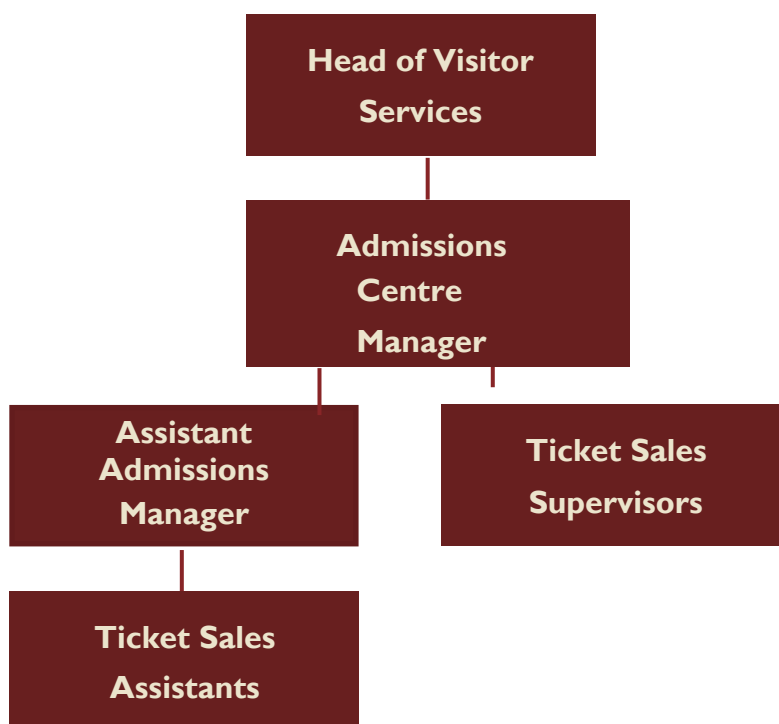 Head of Visitor
Services
Admissions
Centre
Manager
Assistant
Admissions
Manager
Ticket Sales
Supervisors
Ticket Sales
Assistants